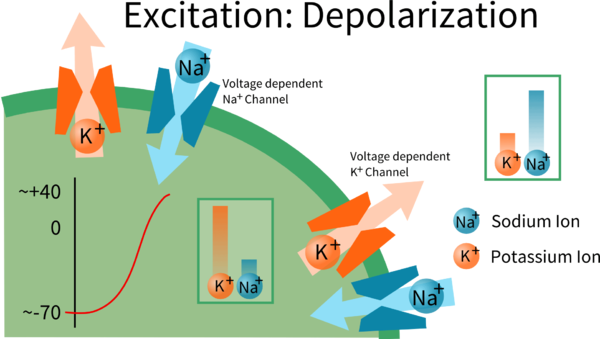 Excitation: Depolarization
Na+
Voltage dependent
Na+ Channel
K+
Voltage dependent
K+ Channel
K+ Na+
~+40
0
~-70
K+ Na+
K+
Na+
Na+ Sodium Ion
K+ Potassium Ion